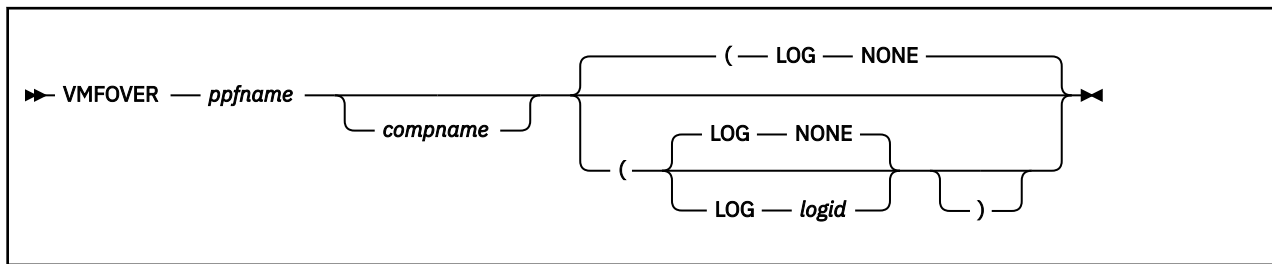 ( LOG NONE
VMFOVER ppfname
compname
LOG NONE
(
LOG logid )